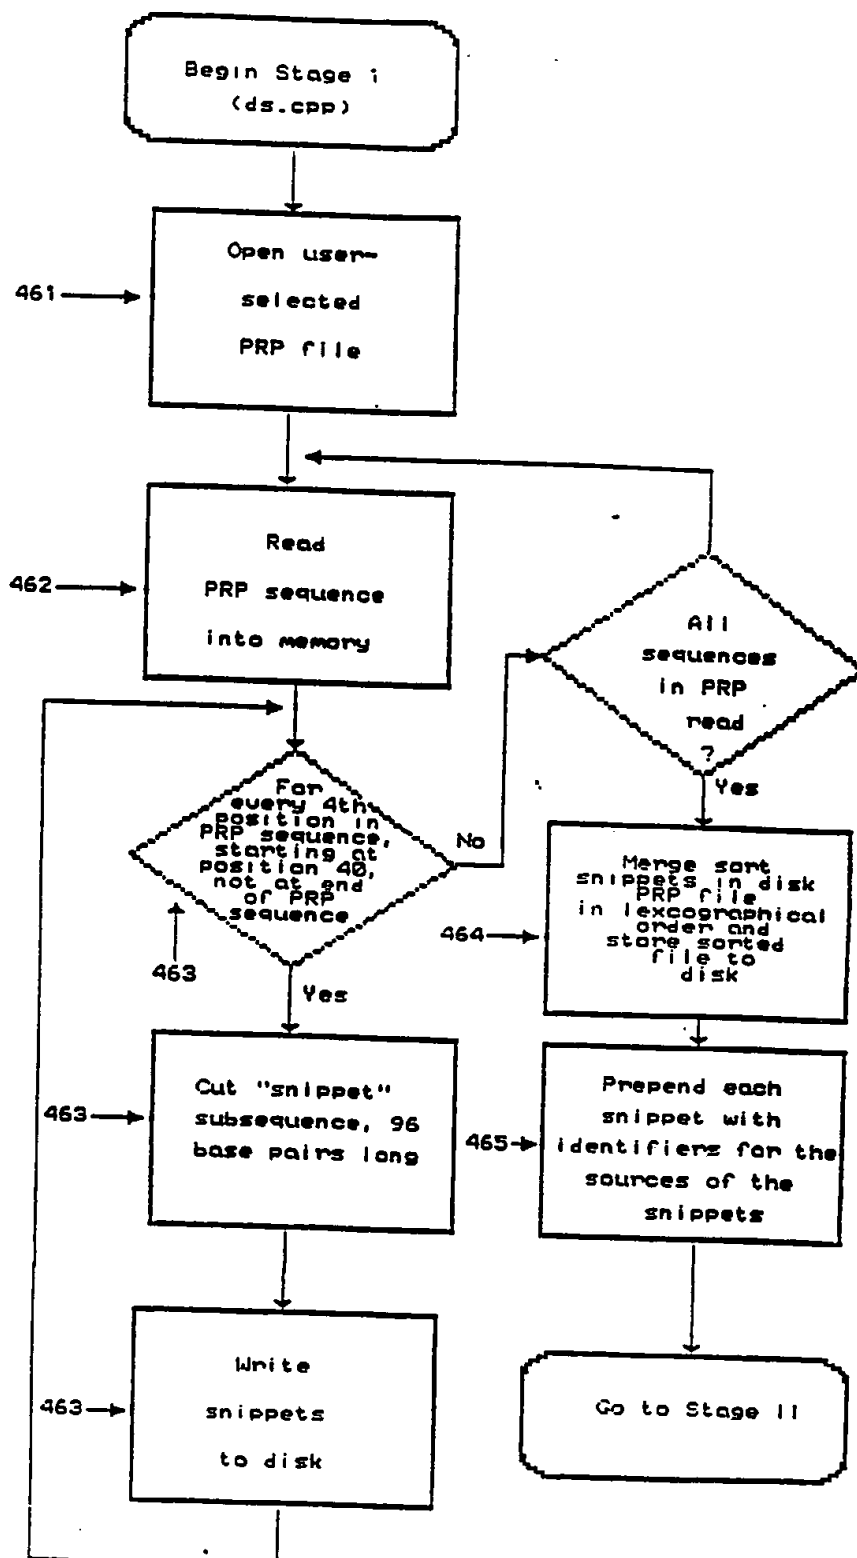 Begin Stage i
(ds.cpp)
Open user-
selected
PRP file
461
Read
PRP sequence
into memory
462
For
every 4th
position in
PRP sequence,
starting at
position 40,
not at end
of PRP
sequence
463
No
Yes
Cut "snippet"
subsequence, 96
base pairs long
463
Write
snippets
to disk
463
All
sequences
in PRP
read
?
Yes
Merge sort
snippets in disk
PRP file
in lexcographical
order and
store sorted
file to
disk
464
Prepend each
snippet with
identifiers for the
sources of the
snippets
465
Go to Stage II